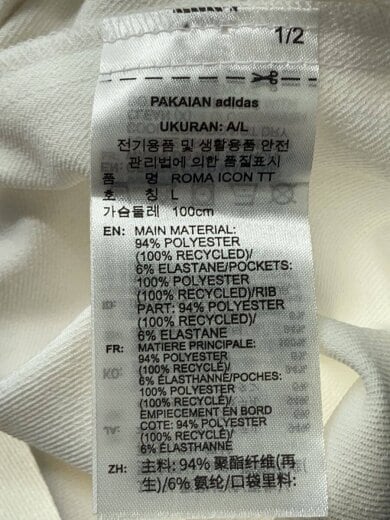 1/2
PAKAIAN adidas
UKURAN: A/L
전기용품 및 생활용품 안전
관리법에 의한 품질표시
품 명 ROMA ICON TT
호 칭 L
가슴둘레 100cm
EN: MAIN MATERIAL:
94% POLYESTER
(100% RECYCLED)/
6% ELASTANE/POCKETS:
100% POLYESTER
(100% RECYCLED)/RIB
PART: 94% POLYESTER
(100% RECYCLED)/
6% ELASTANE
FR: MATIERE PRINCIPALE:
94% POLYESTER
(100% RECYCLÉ)/
6% ÉLASTHANNE/POCHES:
100% POLYESTER
(100% RECYCLÉ)/
EMPIECEMENT EN BORD
COTE: 94% POLYESTER
(100% RECYCLÉ)/
6% ÉLASTHANNE
ZH: 主料: 94% 聚酯纤维(再
生)/6% 氨纶/口袋里料: